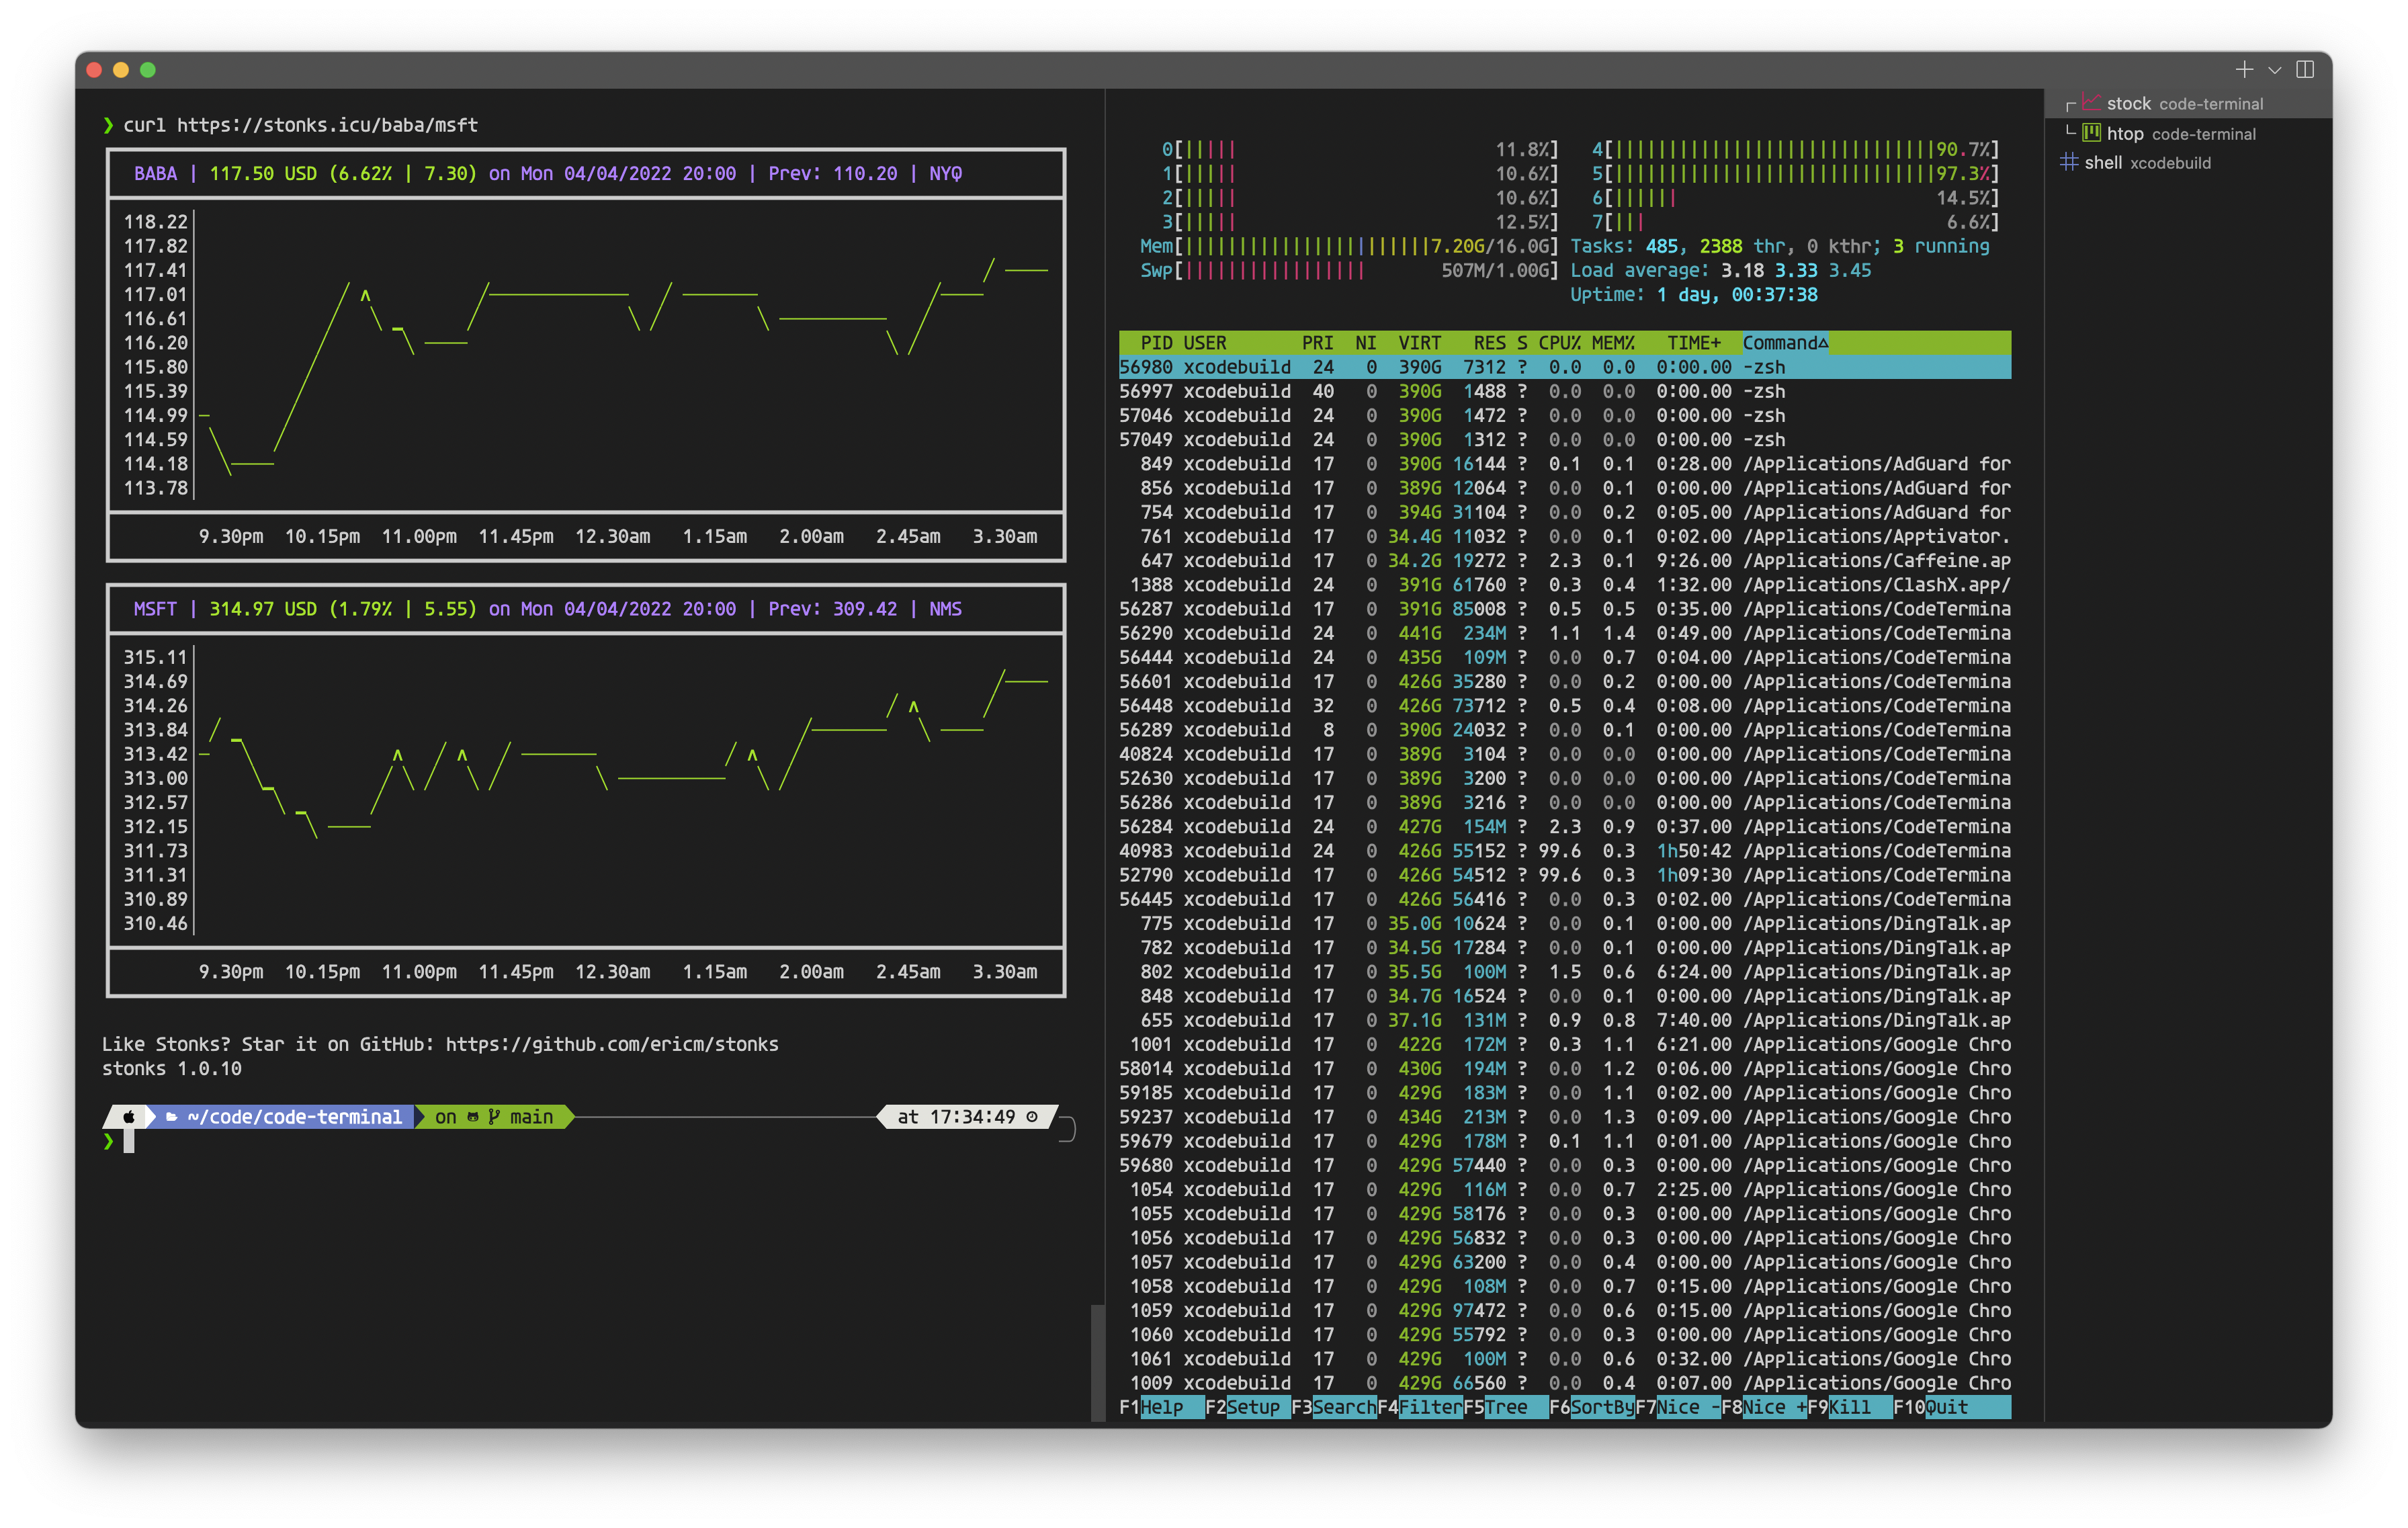 ❯ curl https://stonks.icu/baba/msft
BABA | 117.50 USD (6.62% | 7.30) on Mon 04/04/2022 20:00 | Prev: 110.20 | NYQ
118.22
117.82
117.41
117.01
116.61
116.20
115.80
115.39
114.99
114.59
114.18
113.78
9.30pm 10.15pm 11.00pm 11.45pm 12.30am 1.15am 2.00am 2.45am 3.30am
MSFT | 314.97 USD (1.79% | 5.55) on Mon 04/04/2022 20:00 | Prev: 309.42 | NMS
315.11
314.69
314.26
313.84
313.42
313.00
312.57
312.15
311.73
311.31
310.89
310.46
9.30pm 10.15pm 11.00pm 11.45pm 12.30am 1.15am 2.00am 2.45am 3.30am
Like Stonks? Star it on GitHub: https://github.com/ericm/stonks
stonks 1.0.10
~/code/code-terminal on main at 17:34:49
❯
0[||||| 11.8%] 4[||||||||||||||||||||||||||||||90.7%]
1[||||| 10.6%] 5[||||||||||||||||||||||||||||||97.3%]
2[||||| 10.6%] 6[|||||| 14.5%]
3[||||| 12.5%] 7[||| 6.6%]
Mem[|||||||||||||||||||||||7.20G/16.0G] Tasks: 485, 2388 thr, 0 kthr; 3 running
Swp[||||||||||||||||| 507M/1.00G] Load average: 3.18 3.33 3.45
Uptime: 1 day, 00:37:38
PID USER PRI NI VIRT RES S CPU% MEM% TIME+ Command△
56980 xcodebuild 24 0 390G 7312 ? 0.0 0.0 0:00.00 -zsh
56997 xcodebuild 40 0 390G 1488 ? 0.0 0.0 0:00.00 -zsh
57046 xcodebuild 24 0 390G 1472 ? 0.0 0.0 0:00.00 -zsh
57049 xcodebuild 24 0 390G 1312 ? 0.0 0.0 0:00.00 -zsh
849 xcodebuild 17 0 390G 16144 ? 0.1 0.1 0:28.00 /Applications/AdGuard for
856 xcodebuild 17 0 389G 12064 ? 0.0 0.1 0:00.00 /Applications/AdGuard for
754 xcodebuild 17 0 394G 31104 ? 0.0 0.2 0:05.00 /Applications/AdGuard for
761 xcodebuild 17 0 34.4G 11032 ? 0.0 0.1 0:02.00 /Applications/Apptivator.
647 xcodebuild 17 0 34.2G 19272 ? 2.3 0.1 9:26.00 /Applications/Caffeine.ap
1388 xcodebuild 24 0 391G 61760 ? 0.3 0.4 1:32.00 /Applications/ClashX.app/
56287 xcodebuild 17 0 391G 85008 ? 0.5 0.5 0:35.00 /Applications/CodeTermina
56290 xcodebuild 24 0 441G 234M ? 1.1 1.4 0:49.00 /Applications/CodeTermina
56444 xcodebuild 24 0 435G 109M ? 0.0 0.7 0:04.00 /Applications/CodeTermina
56601 xcodebuild 17 0 426G 35280 ? 0.0 0.2 0:00.00 /Applications/CodeTermina
56448 xcodebuild 32 0 426G 73712 ? 0.5 0.4 0:08.00 /Applications/CodeTermina
56289 xcodebuild 8 0 390G 24032 ? 0.0 0.1 0:00.00 /Applications/CodeTermina
40824 xcodebuild 17 0 389G 3104 ? 0.0 0.0 0:00.00 /Applications/CodeTermina
52630 xcodebuild 17 0 389G 3200 ? 0.0 0.0 0:00.00 /Applications/CodeTermina
56286 xcodebuild 17 0 389G 3216 ? 0.0 0.0 0:00.00 /Applications/CodeTermina
56284 xcodebuild 24 0 427G 154M ? 2.3 0.9 0:37.00 /Applications/CodeTermina
40983 xcodebuild 24 0 426G 55152 ? 99.6 0.3 1h50:42 /Applications/CodeTermina
52790 xcodebuild 17 0 426G 54512 ? 99.6 0.3 1h09:30 /Applications/CodeTermina
56445 xcodebuild 17 0 426G 56416 ? 0.0 0.3 0:02.00 /Applications/CodeTermina
775 xcodebuild 17 0 35.0G 10624 ? 0.0 0.1 0:00.00 /Applications/DingTalk.ap
782 xcodebuild 17 0 34.5G 17284 ? 0.0 0.1 0:00.00 /Applications/DingTalk.ap
802 xcodebuild 17 0 35.5G 100M ? 1.5 0.6 6:24.00 /Applications/DingTalk.ap
848 xcodebuild 17 0 34.7G 16524 ? 0.0 0.1 0:00.00 /Applications/DingTalk.ap
655 xcodebuild 17 0 37.1G 131M ? 0.9 0.8 7:40.00 /Applications/DingTalk.ap
1001 xcodebuild 17 0 422G 172M ? 0.3 1.1 6:21.00 /Applications/Google Chro
58014 xcodebuild 17 0 430G 194M ? 0.0 1.2 0:06.00 /Applications/Google Chro
59185 xcodebuild 17 0 429G 183M ? 0.0 1.1 0:02.00 /Applications/Google Chro
59237 xcodebuild 17 0 434G 213M ? 0.0 1.3 0:09.00 /Applications/Google Chro
59679 xcodebuild 17 0 429G 178M ? 0.1 1.1 0:01.00 /Applications/Google Chro
59680 xcodebuild 17 0 429G 57440 ? 0.0 0.3 0:00.00 /Applications/Google Chro
1054 xcodebuild 17 0 429G 116M ? 0.0 0.7 2:25.00 /Applications/Google Chro
1055 xcodebuild 17 0 429G 58176 ? 0.0 0.3 0:00.00 /Applications/Google Chro
1056 xcodebuild 17 0 429G 56832 ? 0.0 0.3 0:00.00 /Applications/Google Chro
1057 xcodebuild 17 0 429G 63200 ? 0.0 0.4 0:00.00 /Applications/Google Chro
1058 xcodebuild 17 0 429G 108M ? 0.0 0.7 0:15.00 /Applications/Google Chro
1059 xcodebuild 17 0 429G 97472 ? 0.0 0.6 0:15.00 /Applications/Google Chro
1060 xcodebuild 17 0 429G 55792 ? 0.0 0.3 0:00.00 /Applications/Google Chro
1061 xcodebuild 17 0 429G 100M ? 0.0 0.6 0:32.00 /Applications/Google Chro
1009 xcodebuild 17 0 429G 66560 ? 0.0 0.4 0:07.00 /Applications/Google Chro
F1Help F2Setup F3SearchF4FilterF5Tree F6SortByF7Nice -F8Nice +F9Kill F10Quit
stock code-terminal
htop code-terminal
shell xcodebuild